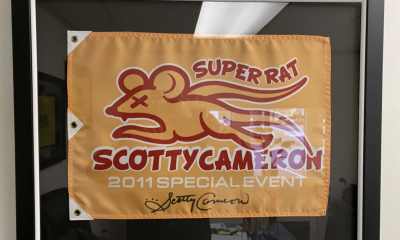 SUPER RAT
SCOTTYCAMERON
2011 SPECIAL EVENT
Scotty Cameron